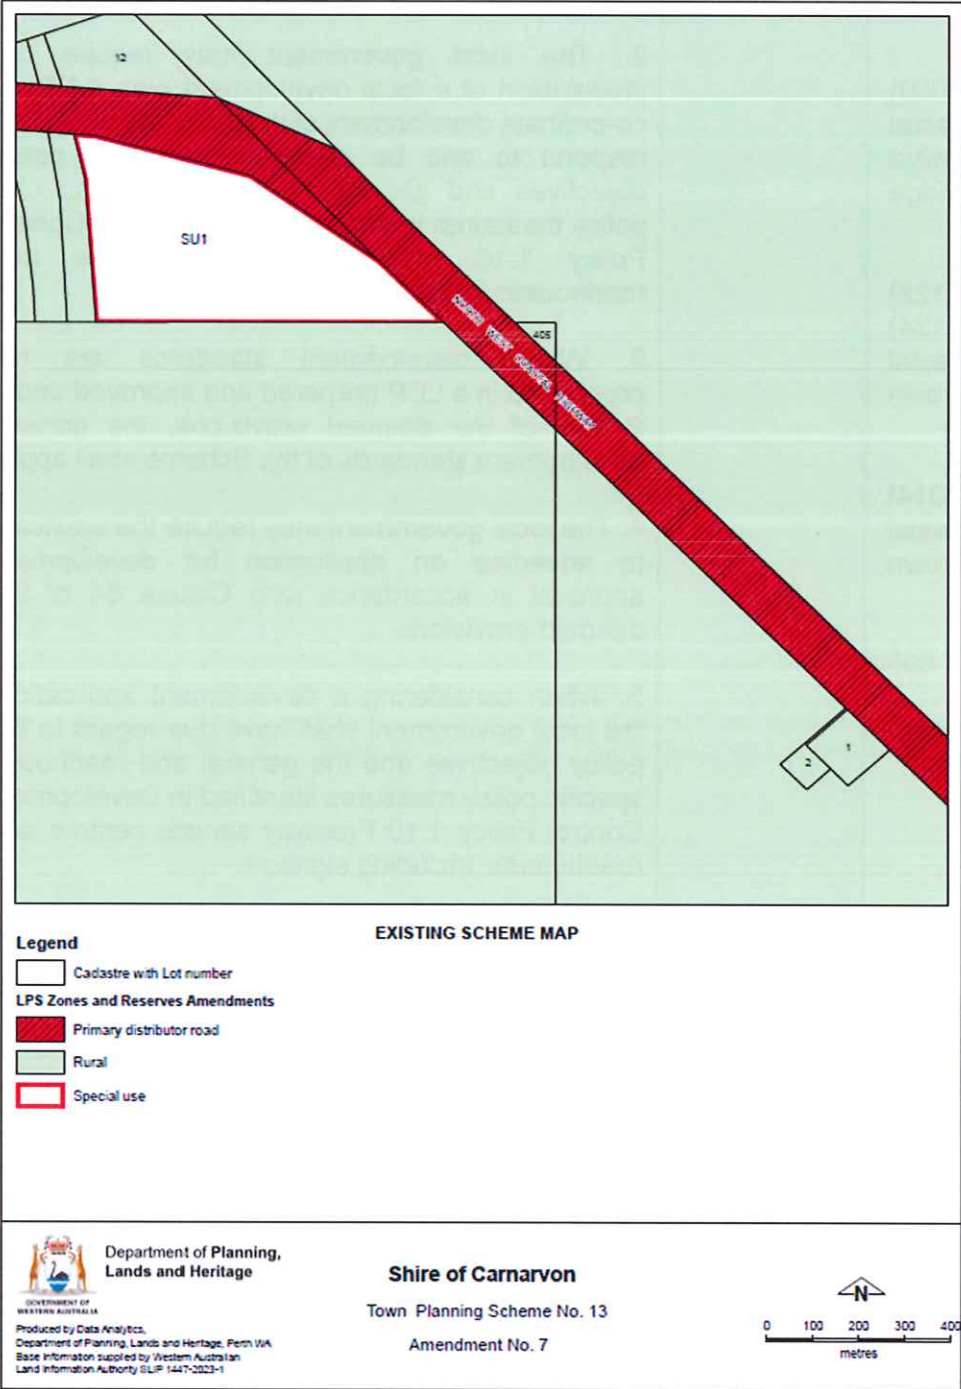 12
SU1
NORTH WEST COASTAL HIGHWAY
405
1
2
EXISTING SCHEME MAP
Legend
Cadastre with Lot number
LPS Zones and Reserves Amendments
Primary distributor road
Rural
Special use
Department of Planning,
Lands and Heritage
GOVERNMENT OF
WESTERN AUSTRALIA
Produced by Data Analytics,
Department of Planning, Lands and Heritage, Perth WA
Base information supplied by Western Australian
Land Information Authority SLIP 1447-2023-1
Shire of Carnarvon
Town Planning Scheme No. 13
Amendment No. 7
N
0 100 200 300 400
metres